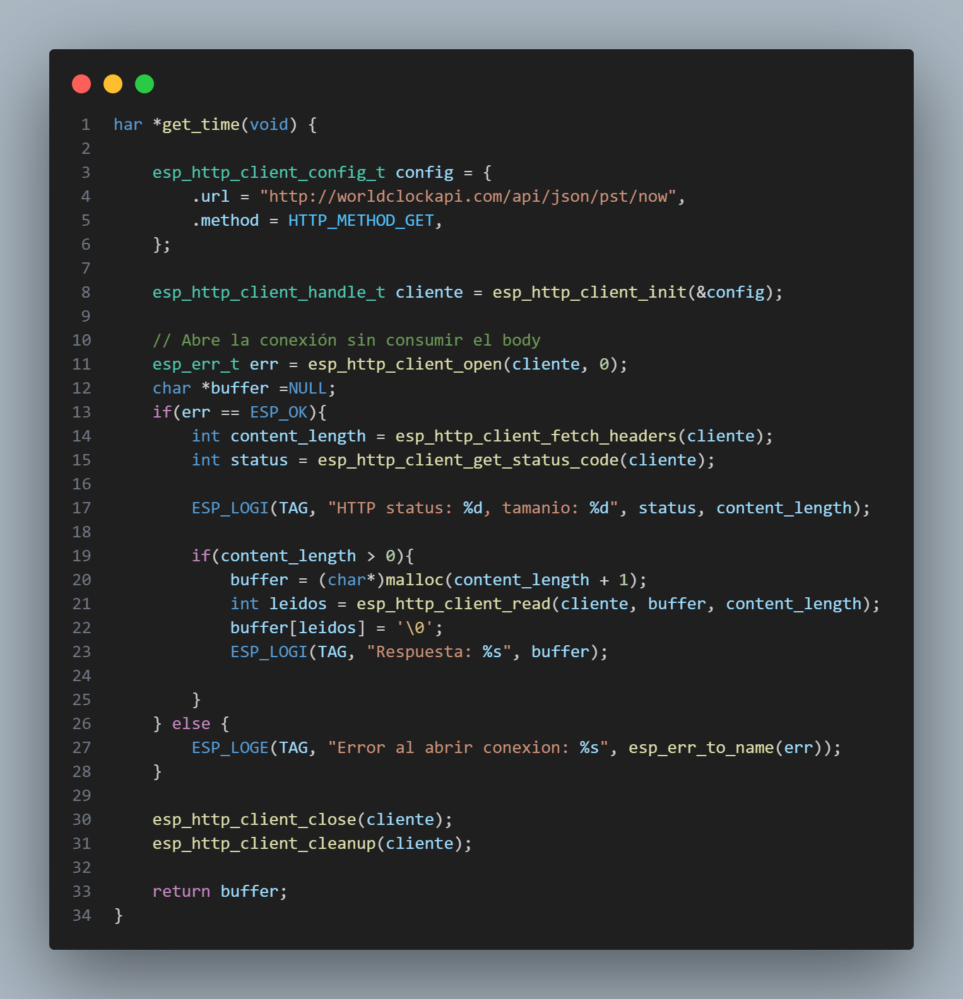 1 har *get_time(void) {
2
3 esp_http_client_config_t config = {
4 .url = "http://worldclockapi.com/api/json/pst/now",
5 .method = HTTP_METHOD_GET,
6 };
7
8 esp_http_client_handle_t cliente = esp_http_client_init(&config);
9
10 // Abre la conexión sin consumir el body
11 esp_err_t err = esp_http_client_open(cliente, 0);
12 char *buffer =NULL;
13 if(err == ESP_OK){
14 int content_length = esp_http_client_fetch_headers(cliente);
15 int status = esp_http_client_get_status_code(cliente);
16
17 ESP_LOGI(TAG, "HTTP status: %d, tamanio: %d", status, content_length);
18
19 if(content_length > 0){
20 buffer = (char*)malloc(content_length + 1);
21 int leidos = esp_http_client_read(cliente, buffer, content_length);
22 buffer[leidos] = '\0';
23 ESP_LOGI(TAG, "Respuesta: %s", buffer);
24
25 }
26 } else {
27 ESP_LOGE(TAG, "Error al abrir conexion: %s", esp_err_to_name(err));
28 }
29
30 esp_http_client_close(cliente);
31 esp_http_client_cleanup(cliente);
32
33 return buffer;
34 }